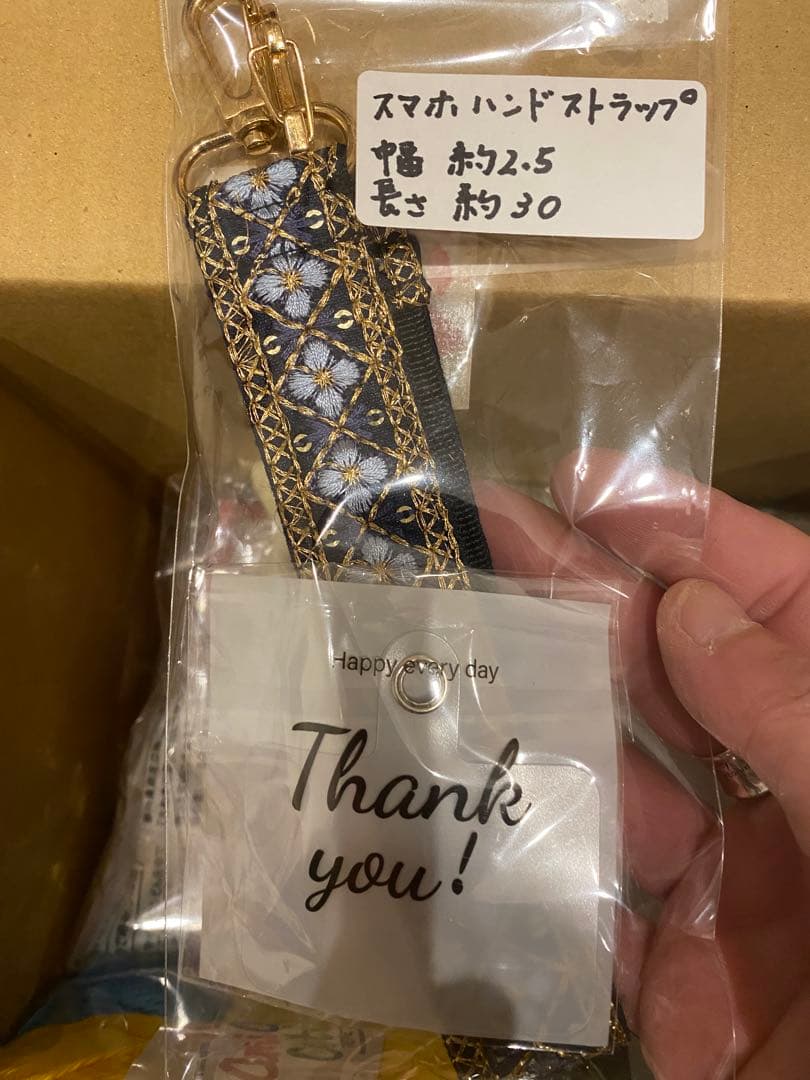 スマホハンドストラップ
幅 約2.5
長さ 約30
Happy every day
Thank
you!